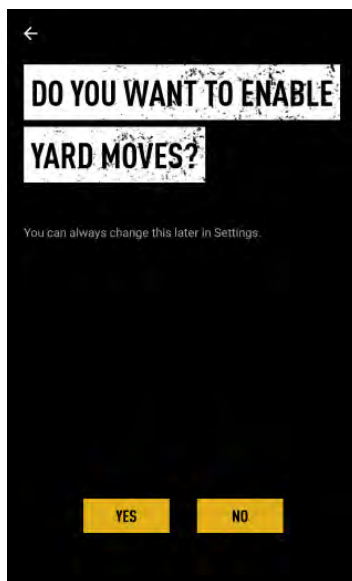 DO YOU WANT TO ENABLE
YARD MOVES?
You can always change this later in Settings.
YES
NO